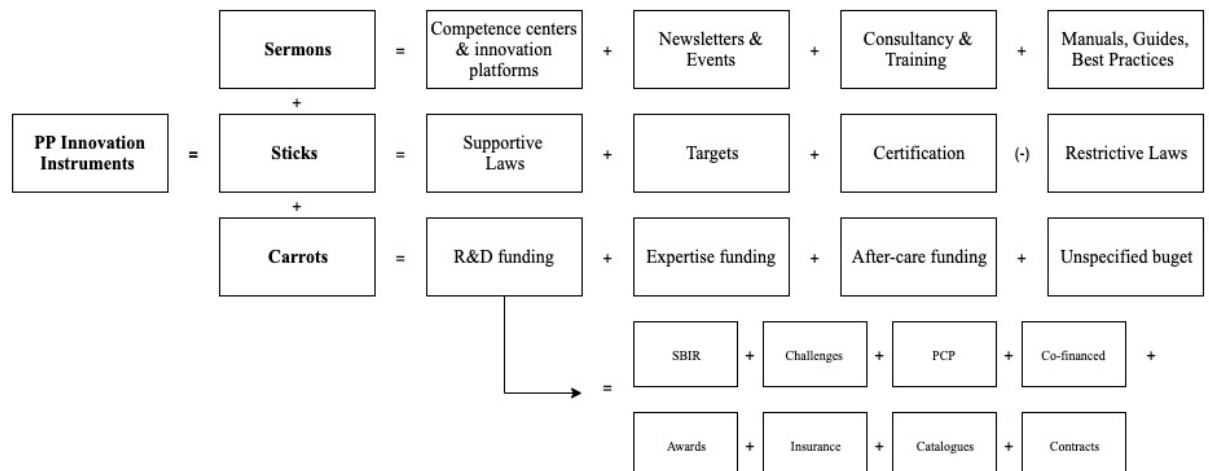 Sermons = Competence centers & innovation platforms + Newsletters & Events + Consultancy & Training + Manuals, Guides, Best Practices
+
PP Innovation Instruments = Sticks = Supportive Laws + Targets + Certification (-) Restrictive Laws
+
Carrots = R&D funding + Expertise funding + After-care funding + Unspecified buget
= SBIR + Challenges + PCP + Co-financed +
Awards + Insurance + Catalogues + Contracts